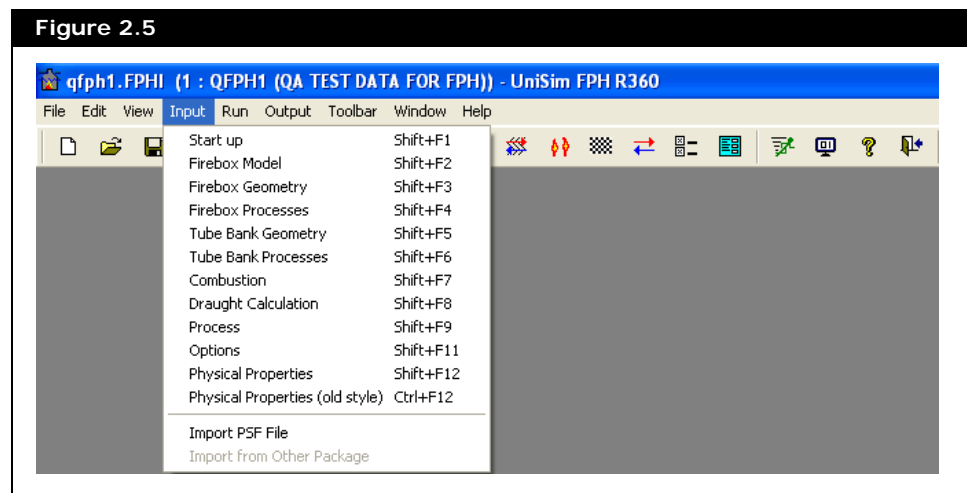 Figure 2.5
qfph1.FPHI (1 : QFPH1 (QA TEST DATA FOR FPH)) - UniSim FPH R360
File Edit View Input Run Output Toolbar Window Help
Start up Shift+F1
Firebox Model Shift+F2
Firebox Geometry Shift+F3
Firebox Processes Shift+F4
Tube Bank Geometry Shift+F5
Tube Bank Processes Shift+F6
Combustion Shift+F7
Draught Calculation Shift+F8
Process Shift+F9
Options Shift+F11
Physical Properties Shift+F12
Physical Properties (old style) Ctrl+F12
Import PSF File
Import from Other Package